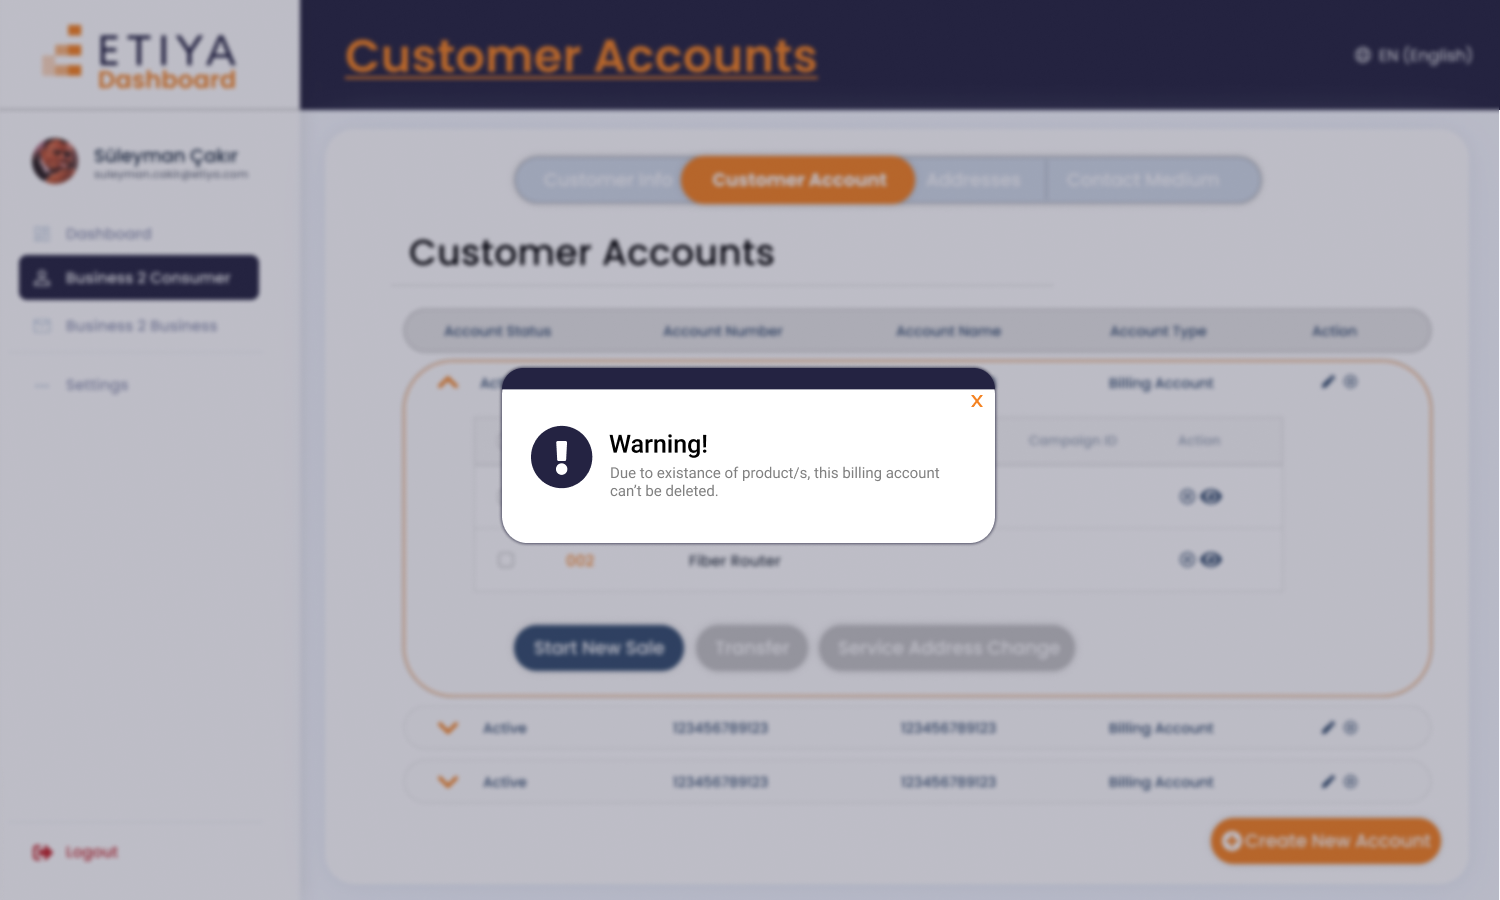 ETIYA
Dashboard
Customer Accounts
EN (English)
Süleyman Çakır
suleyman.cakir@etiya.com
Dashboard
Business 2 Consumer
Business 2 Business
Settings
Logout
Customer Info Customer Account Addresses Contact Medium
Customer Accounts
Account Status Account Number Account Name Account Type Action
Billing Account
Campaign ID Action
X
Warning!
Due to existance of product/s, this billing account
can't be deleted.
002 Fiber Router
Start New Sale Transfer Service Address Change
Active 123456789123 123456789123 Billing Account
Active 123456789123 123456789123 Billing Account
Create New Account